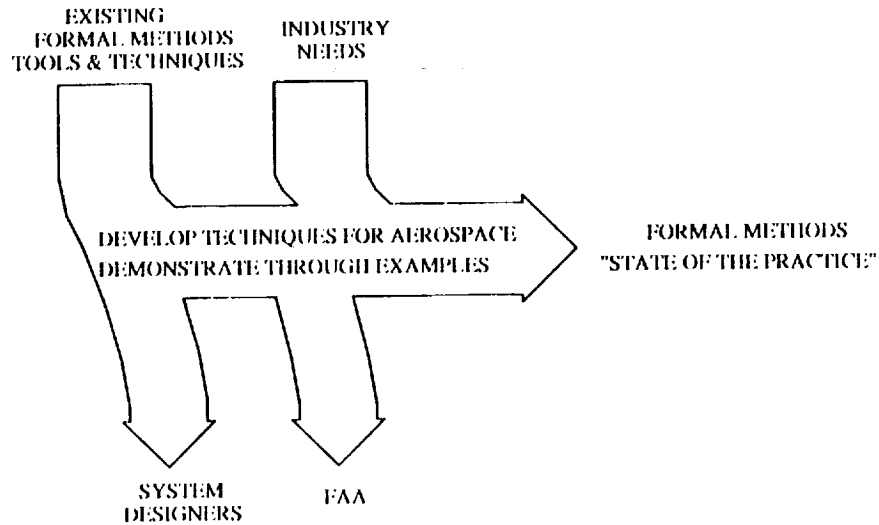 EXISTING
FORMAL METHODS
TOOLS & TECHNIQUES
INDUSTRY
NEEDS
DEVELOP TECHNIQUES FOR AEROSPACE
DEMONSTRATE THROUGH EXAMPLES
FORMAL METHODS
"STATE OF THE PRACTICE"
SYSTEM
DESIGNERS
FAA